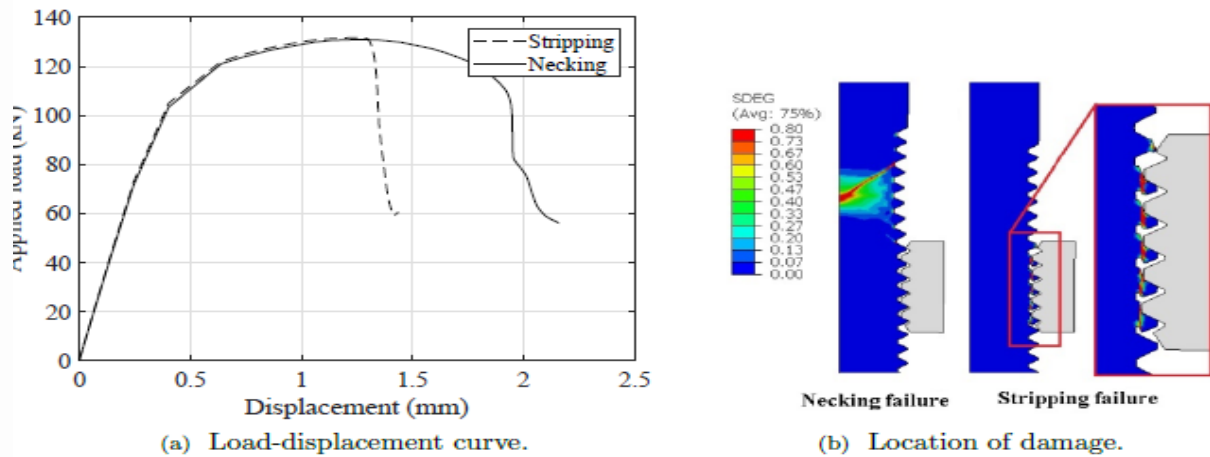 140
120
100
80
60
40
20
0
0 0.5 1 1.5 2 2.5
Applied load (kN)
Displacement (mm)
Stripping
Necking
(a) Load-displacement curve.
SDEG
(Avg: 75%)
0.80
0.73
0.67
0.60
0.53
0.47
0.40
0.33
0.27
0.20
0.13
0.07
0.00
Necking failure
Stripping failure
(b) Location of damage.